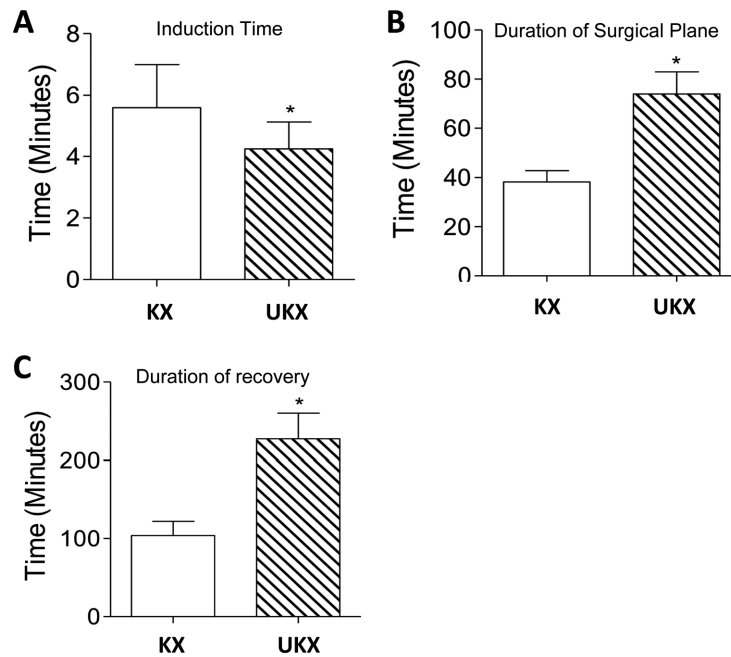 A
Induction Time
Time (Minutes)
8
6
4
2
0
*
KX
UKX
B
Duration of Surgical Plane
Time (Minutes)
100
80
60
40
20
0
*
KX
UKX
C
Duration of recovery
Time (Minutes)
300
200
100
0
*
KX
UKX